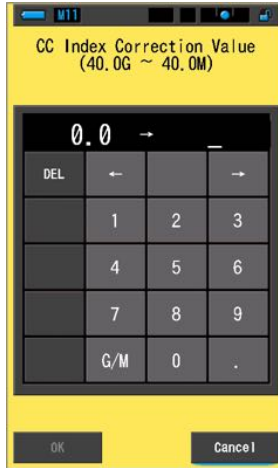 M11
CC Index Correction Value
(40.0G ~ 40.0M)
0.0 → _
DEL ← →
1 2 3
4 5 6
7 8 9
G/M 0 .
OK Cancel